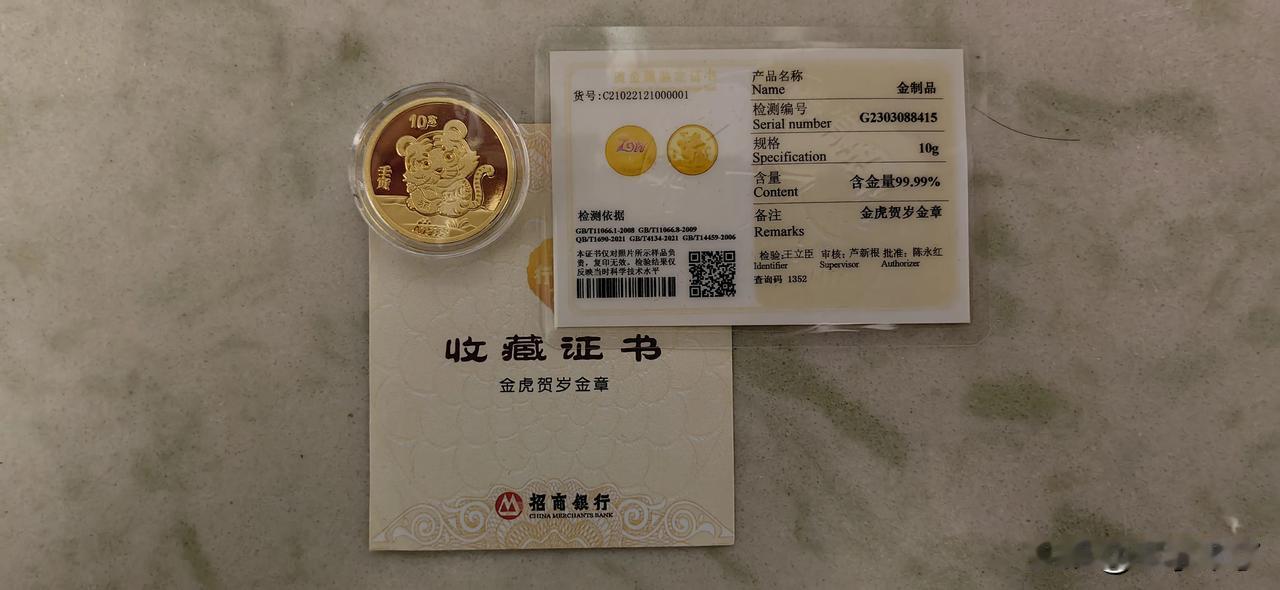 10克
壬寅
货号:C21022121000001
检测依据
GB/T11066.1-2008 GB/T11066.8-2009
QB/T1690-2021 GB/T4134-2021 GB/T14459-2006
本证书仅对照片所示样品负
责，复印无效。检验结果仅
反映当时科学技术水平
产品名称 金制品
Name
检测编号 G2303088415
Serial number
规格 10g
Specification
含量 含金量99.99%
Content
备注 金虎贺岁金章
Remarks
检验:王立臣 审核: 芦新根 批准: 陈永红
Identifier Supervisor Authorizer
查询码 1352
行
收藏证书
金虎贺岁金章
招商银行
CHINA MERCHANTS BANK